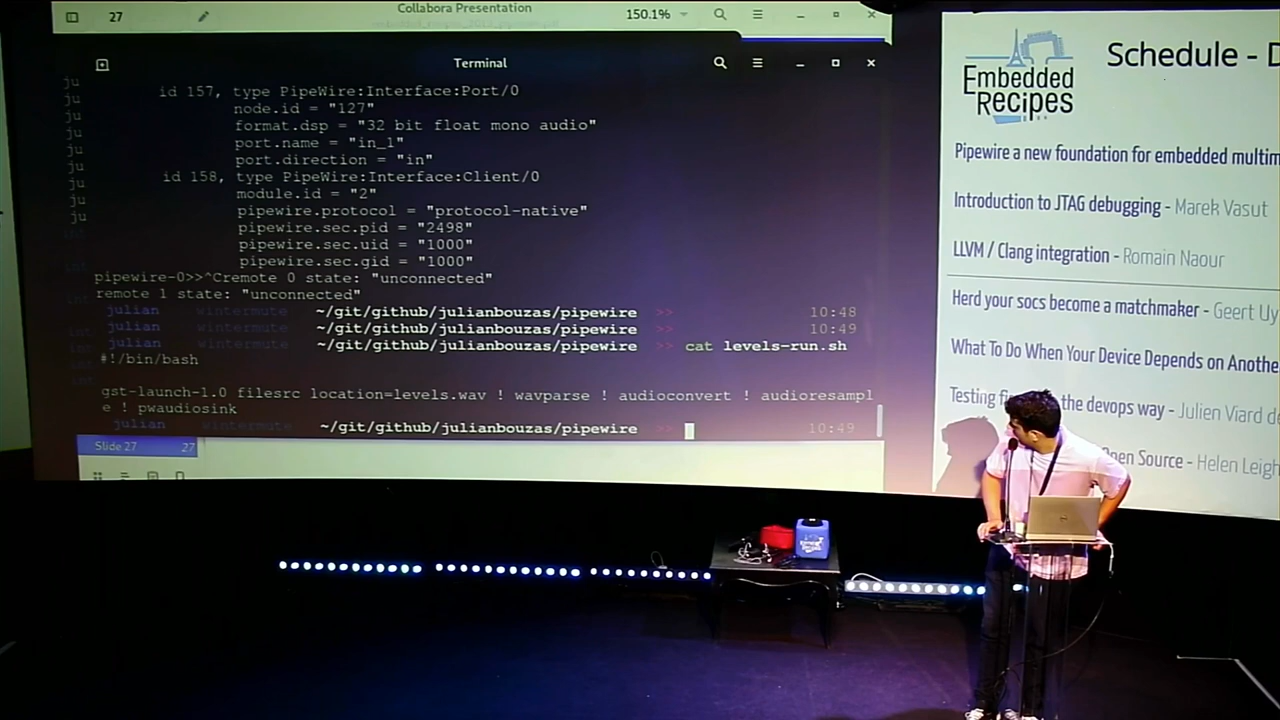 27
Collabora Presentation
150.1%
Terminal
id 157, type PipeWire:Interface:Port/0
node.id = "127"
format.dsp = "32 bit float mono audio"
port.name = "in_1"
port.direction = "in"
id 158, type PipeWire:Interface:Client/0
module.id = "2"
pipewire.protocol = "protocol-native"
pipewire.sec.pid = "2498"
pipewire.sec.uid = "1000"
pipewire.sec.gid = "1000"
pipewire-0>>^Cremote 0 state: "unconnected"
remote 1 state: "unconnected"
julian wintermute ~/git/github/julianbouzas/pipewire >> 10:48
julian wintermute ~/git/github/julianbouzas/pipewire >> 10:49
julian wintermute ~/git/github/julianbouzas/pipewire >> cat levels-run.sh
#!/bin/bash
gst-launch-1.0 filesrc location=levels.wav ! wavparse ! audioconvert ! audioresampl
e ! pwaudiosink
julian wintermute ~/git/github/julianbouzas/pipewire >> 10:49
Slide 27 27
Embedded
Recipes
Schedule - D
Pipewire a new foundation for embedded multim
Introduction to JTAG debugging - Marek Vasut
LLVM / Clang integration - Romain Naour
Herd your socs become a matchmaker - Geert Uy
What To Do When Your Device Depends on Anothe
Testing fi the devops way - Julien Viard d
Open Source - Helen Leigh